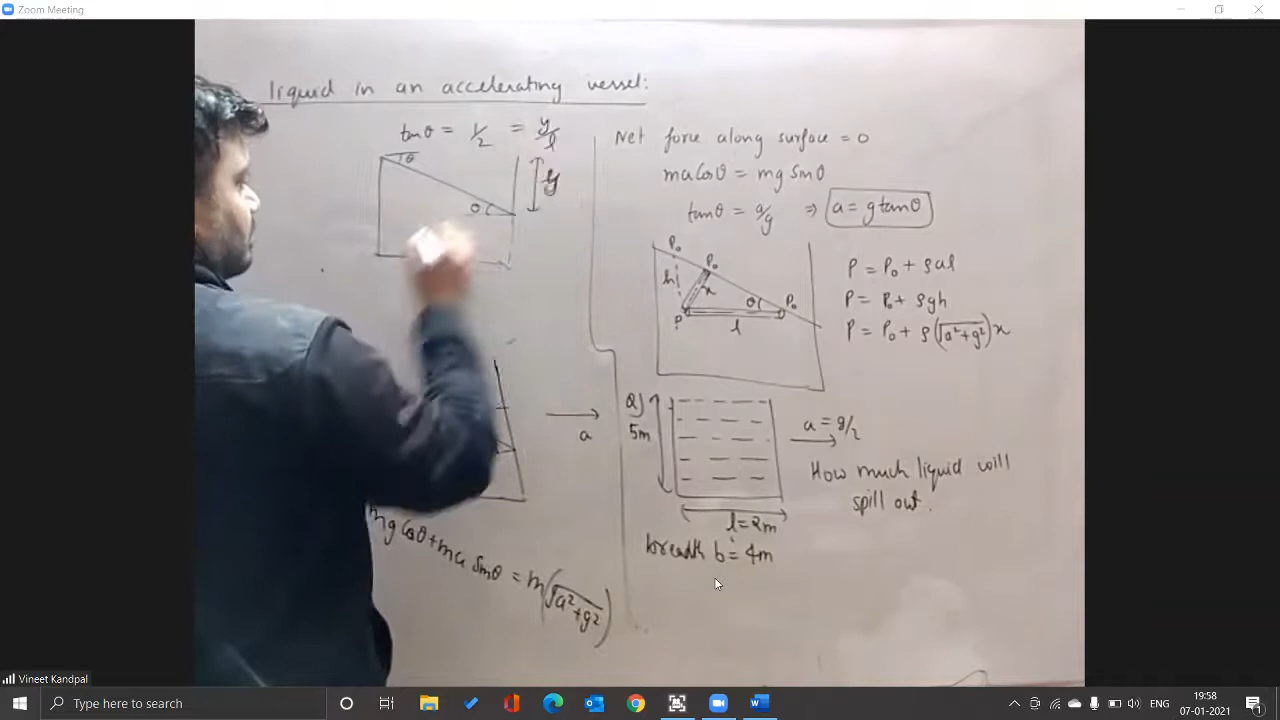 Zoom Meeting
liquid in an accelerating vessel:
tanθ = 1/2 = y/l
θ
y
θ
a
mg cosθ + ma sinθ = m(√a²+g²)
Net force along surface = 0
ma cosθ = mg sinθ
tanθ = a/g ⇒ a = g tanθ
P₀
P₀
h
x
θ
P₀
P
l
P = P₀ + ρal
P = P₀ + ρgh
P = P₀ + ρ(√a²+g²)x
Q)
5m
a = g/2
How much liquid will
spill out.
l = 2m
breadth b = 4m
Vineet Kandpal
Type here to search
ENG
19:58
07-01-2021